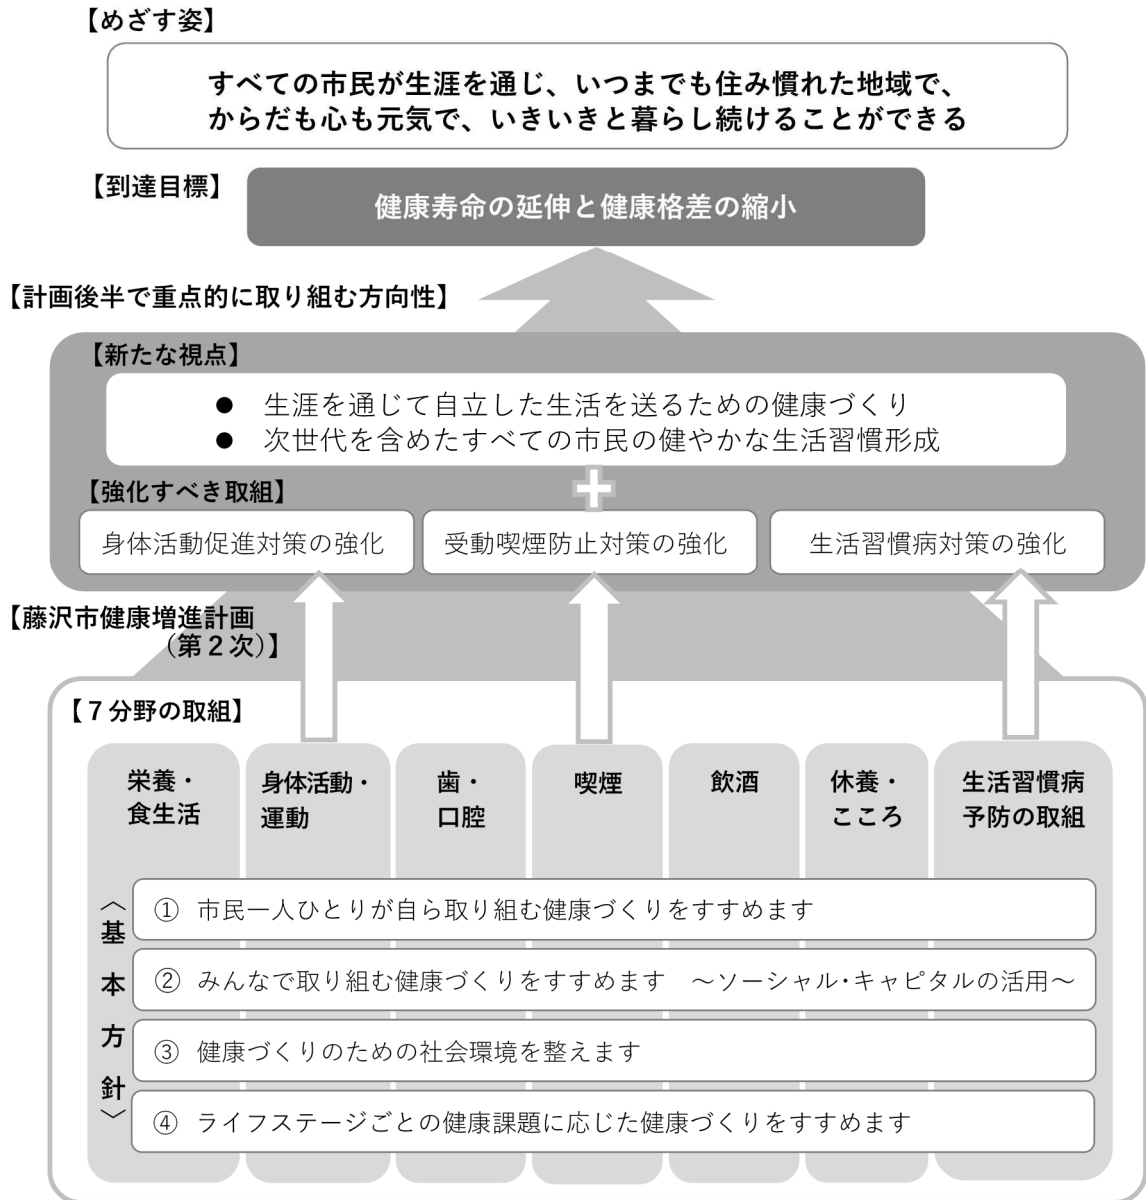 【めざす姿】
すべての市民が生涯を通じ、いつまでも住み慣れた地域で、
からだも心も元気で、いきいきと暮らし続けることができる
【到達目標】
健康寿命の延伸と健康格差の縮小
【計画後半で重点的に取り組む方向性】
【新たな視点】
● 生涯を通じて自立した生活を送るための健康づくり
● 次世代を含めたすべての市民の健やかな生活習慣形成
【強化すべき取組】
身体活動促進対策の強化
受動喫煙防止対策の強化
生活習慣病対策の強化
【藤沢市健康増進計画
（第２次）】
【７分野の取組】
栄養・
食生活
身体活動・
運動
歯・
口腔
喫煙
飲酒
休養・
こころ
生活習慣病
予防の取組
〈基本方針〉
① 市民一人ひとりが自ら取り組む健康づくりをすすめます
② みんなで取り組む健康づくりをすすめます ～ソーシャル・キャピタルの活用～
③ 健康づくりのための社会環境を整えます
④ ライフステージごとの健康課題に応じた健康づくりをすすめます